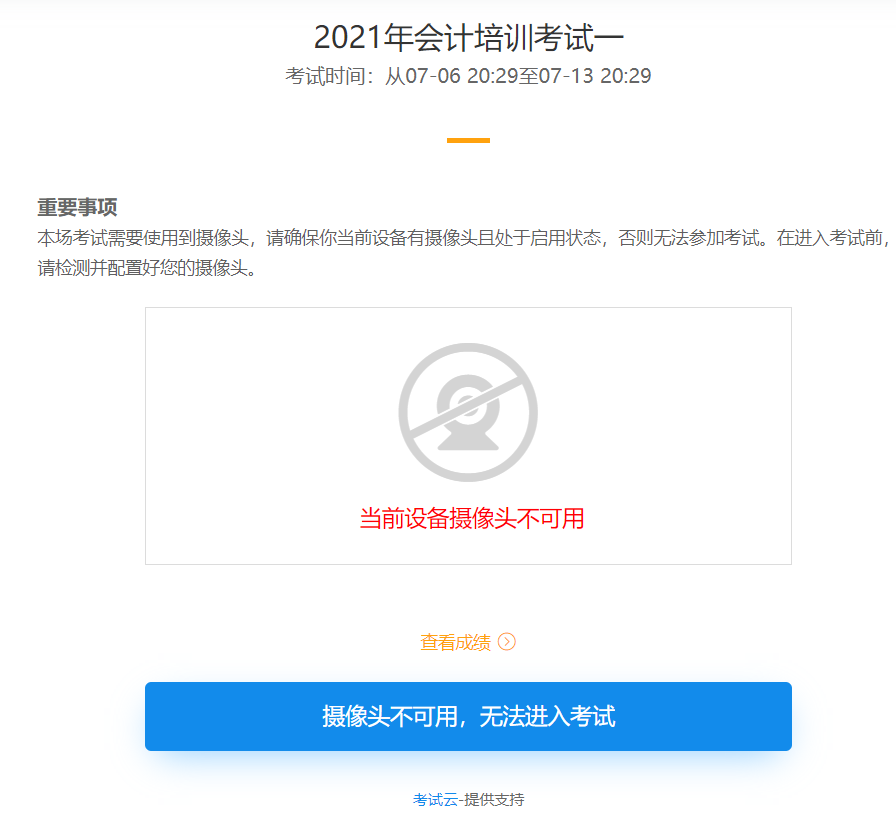 2021年会计培训考试一
考试时间：从07-06 20:29至07-13 20:29
重要事项
本场考试需要使用到摄像头，请确保你当前设备有摄像头且处于启用状态，否则无法参加考试。在进入考试前，
请检测并配置好您的摄像头。
当前设备摄像头不可用
查看成绩
摄像头不可用，无法进入考试
考试云-提供支持